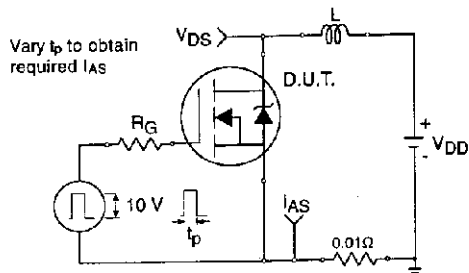 Vary tp to obtain
required IAS
VDS
L
D.U.T.
RG
+
VDD
-
10 V
tp
IAS
0.01Ω